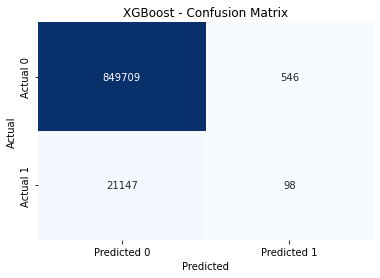 XGBoost - Confusion Matrix
Actual
Actual 0
849709
546
Actual 1
21147
98
Predicted 0
Predicted 1
Predicted